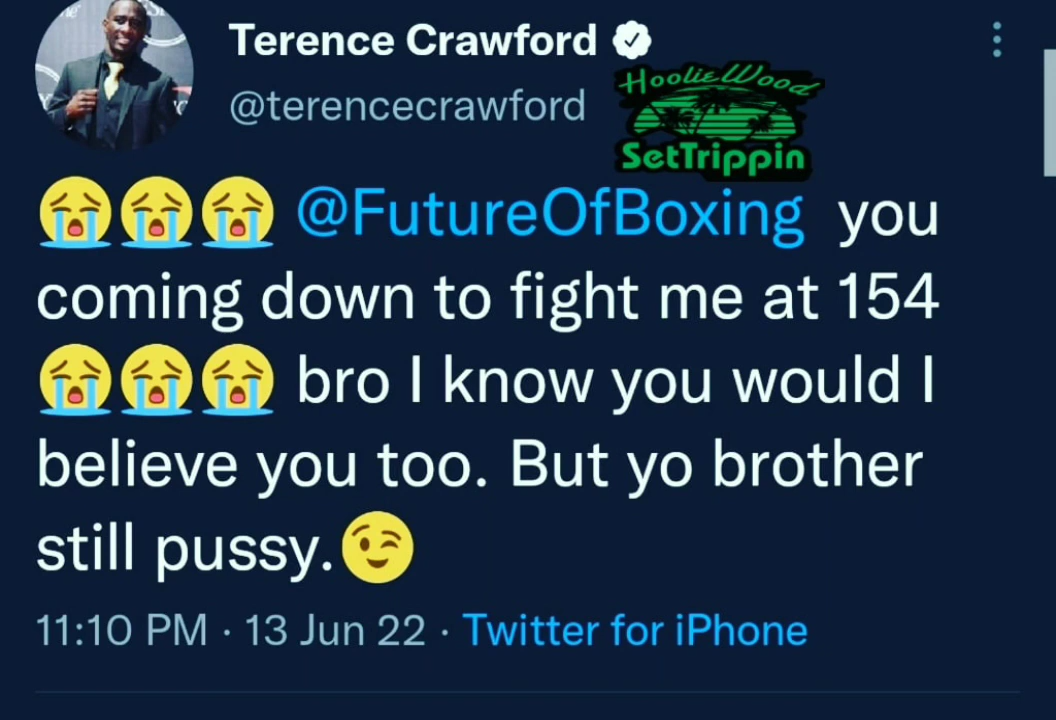 Terence Crawford
@terencecrawford
HoolieWood
SetTrippin
😭😭😭 @FutureOfBoxing you
coming down to fight me at 154
😭😭😭 bro I know you would I
believe you too. But yo brother
still pussy.😉
11:10 PM · 13 Jun 22 · Twitter for iPhone